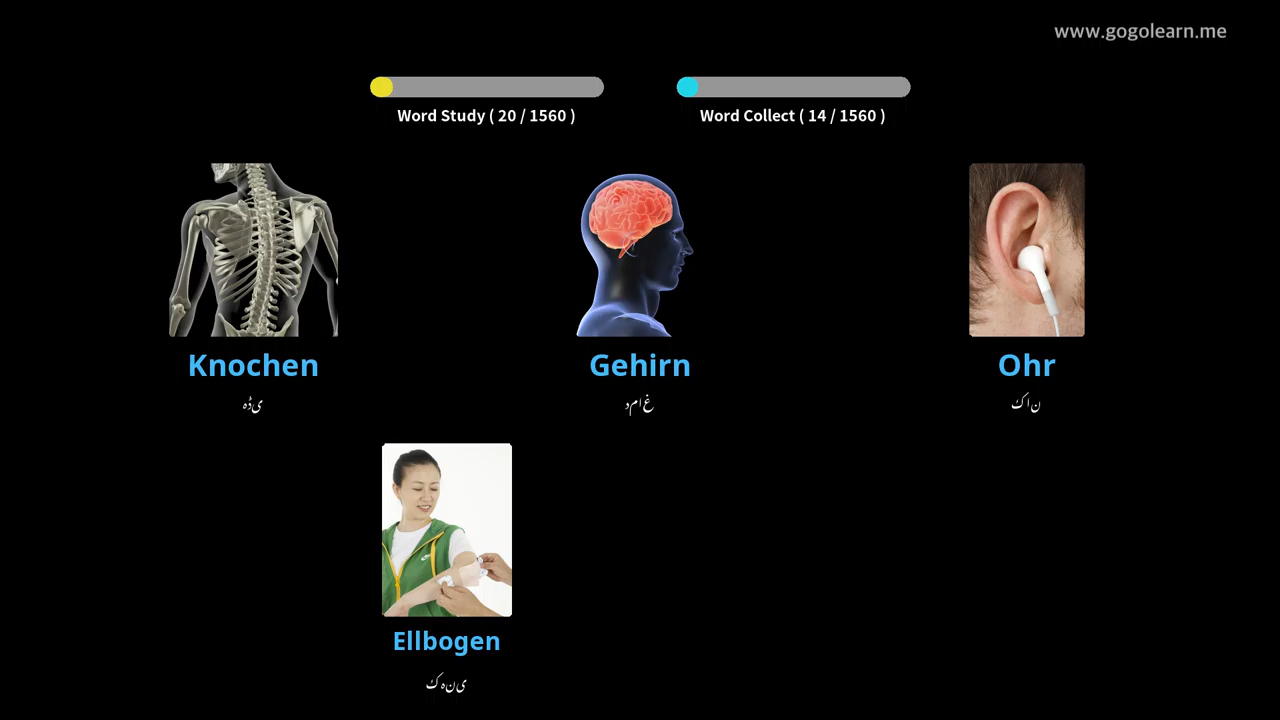 www.gogolearn.me
Word Study ( 20 / 1560 )
Word Collect ( 14 / 1560 )
Knochen
ہڈی
Gehirn
دماغ
Ohr
کان
Ellbogen
کہنی